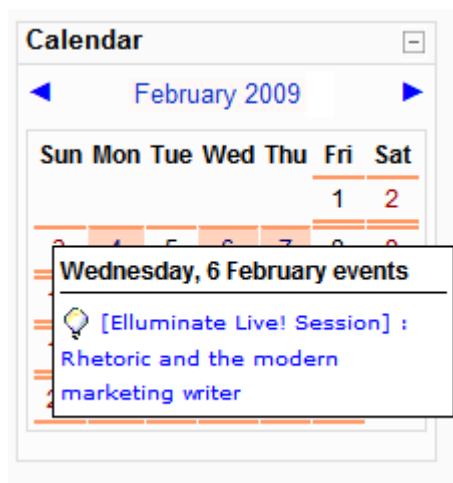 Calendar
February 2009
Sun Mon Tue Wed Thu Fri Sat
1 2
3 4 5 6 7 8 9
Wednesday, 6 February events
[Elluminate Live! Session] :
Rhetoric and the modern
marketing writer